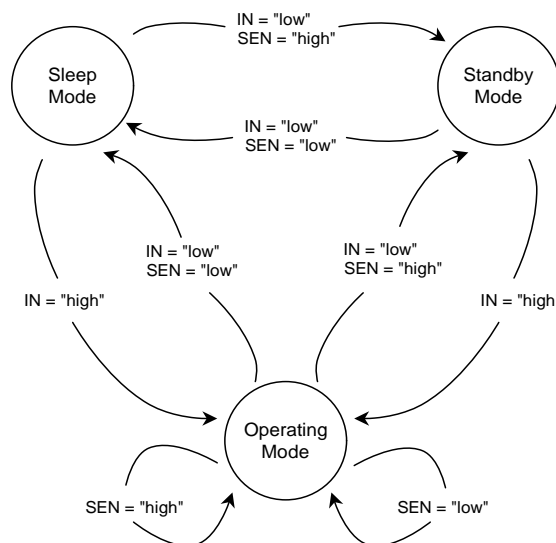 IN = "low"
SEN = "high"
Sleep
Mode
Standby
Mode
IN = "low"
SEN = "low"
IN = "low"
SEN = "low"
IN = "low"
SEN = "high"
IN = "high"
IN = "high
Operating
Mode
SEN = "high"
SEN = "low"